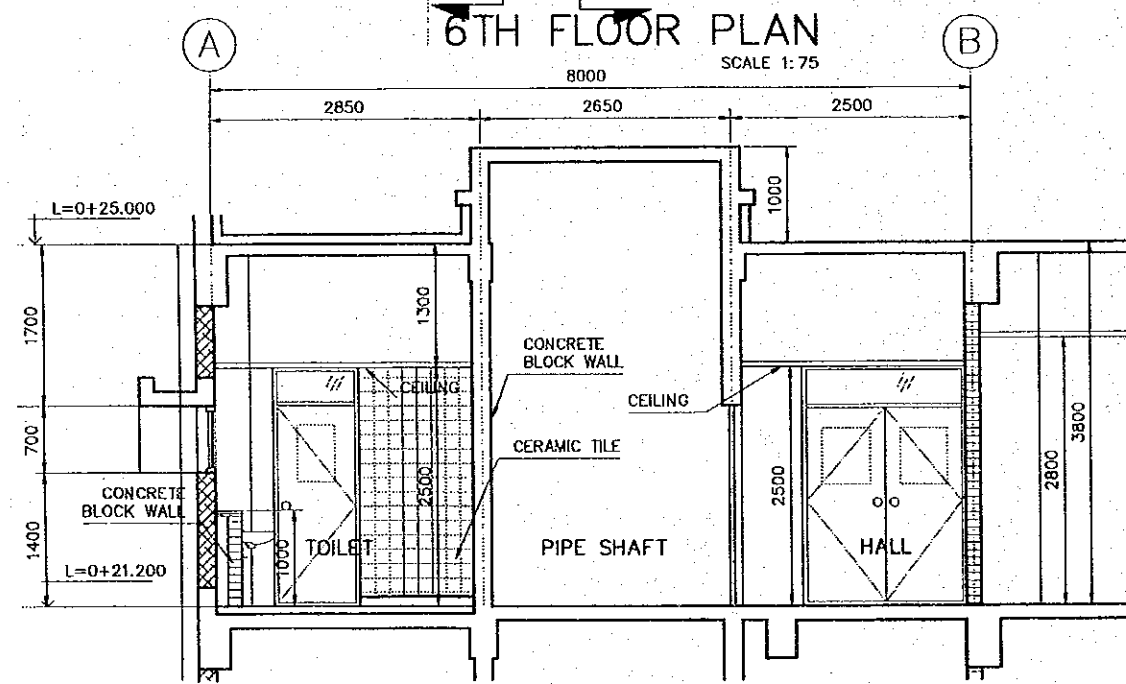 6TH FLOOR PLAN
SCALE 1:75
A
B
8000
2850
2650
2500
L=0+25.000
1000
1700
1300
CONCRETE
BLOCK WALL
CEILING
CEILING
3800
700
CERAMIC TILE
2500
2500
2800
CONCRETE
BLOCK WALL
1400
1000
TOILET
PIPE SHAFT
HALL
L=0+21.200